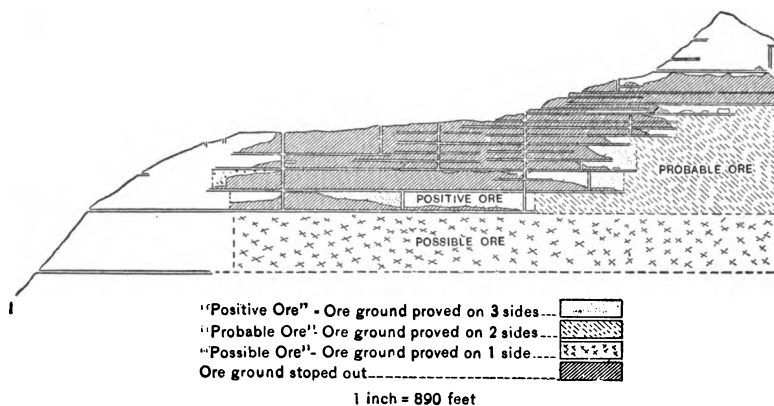 PROBABLE ORE
POSITIVE ORE
POSSIBLE ORE
"Positive Ore" - Ore ground proved on 3 sides
"Probable Ore" - Ore ground proved on 2 sides
"Possible Ore" - Ore ground proved on 1 side
Ore ground stoped out
1 inch = 890 feet